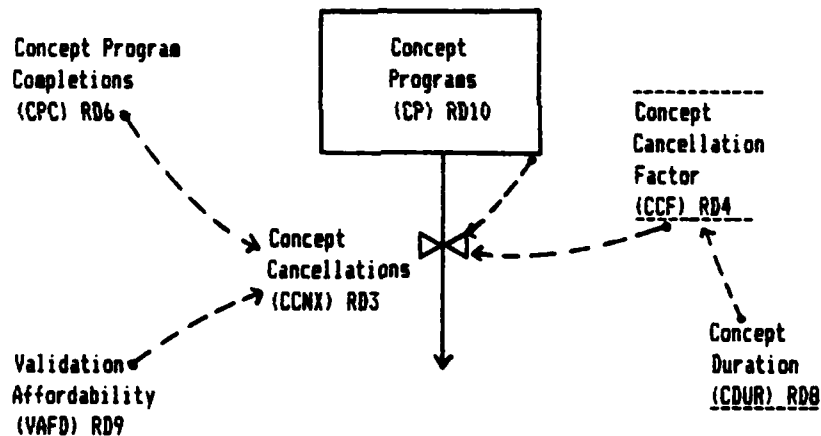 Concept Program
Completions
(CPC) RD6
Concept
Programs
(CP) RD10
Concept
Cancellation
Factor
(CCF) RD4
Concept
Cancellations
(CCNX) RD3
Validation
Affordability
(VAFD) RD9
Concept
Duration
(CDUR) RD8